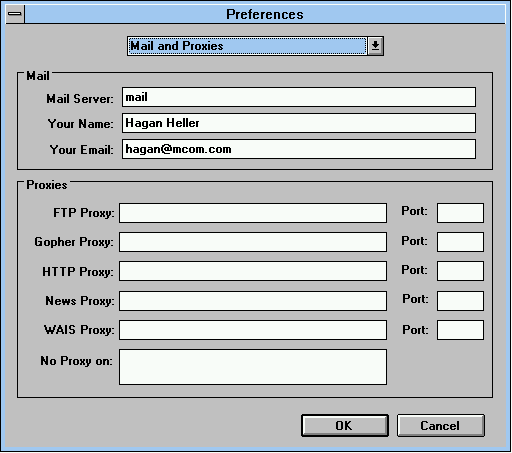 Preferences
Mail and Proxies
Mail
Mail Server: mail
Your Name: Hagan Heller
Your Email: hagan@mcom.com
Proxies
FTP Proxy: Port:
Gopher Proxy: Port:
HTTP Proxy: Port:
News Proxy: Port:
WAIS Proxy: Port:
No Proxy on:
OK Cancel